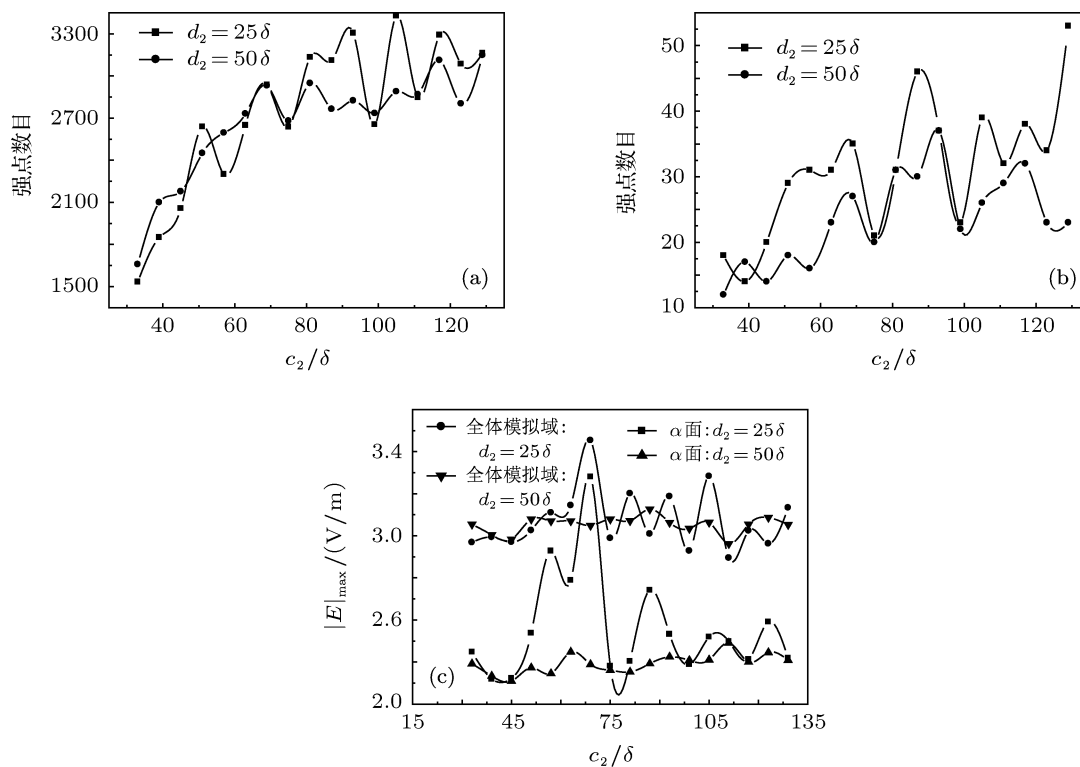 3300
2700
2100
1500
强点数目
d₂=25δ
d₂=50δ
(a)
40 60 80 100 120
c₂/δ
50
40
30
20
10
强点数目
d₂=25δ
d₂=50δ
(b)
40 60 80 100 120
c₂/δ
3.4
3.0
2.6
2.0
|E|max/(V/m)
全体模拟域:
d₂=25δ
全体模拟域:
d₂=50δ
α面:d₂=25δ
α面:d₂=50δ
(c)
15 45 75 105 135
c₂/δ